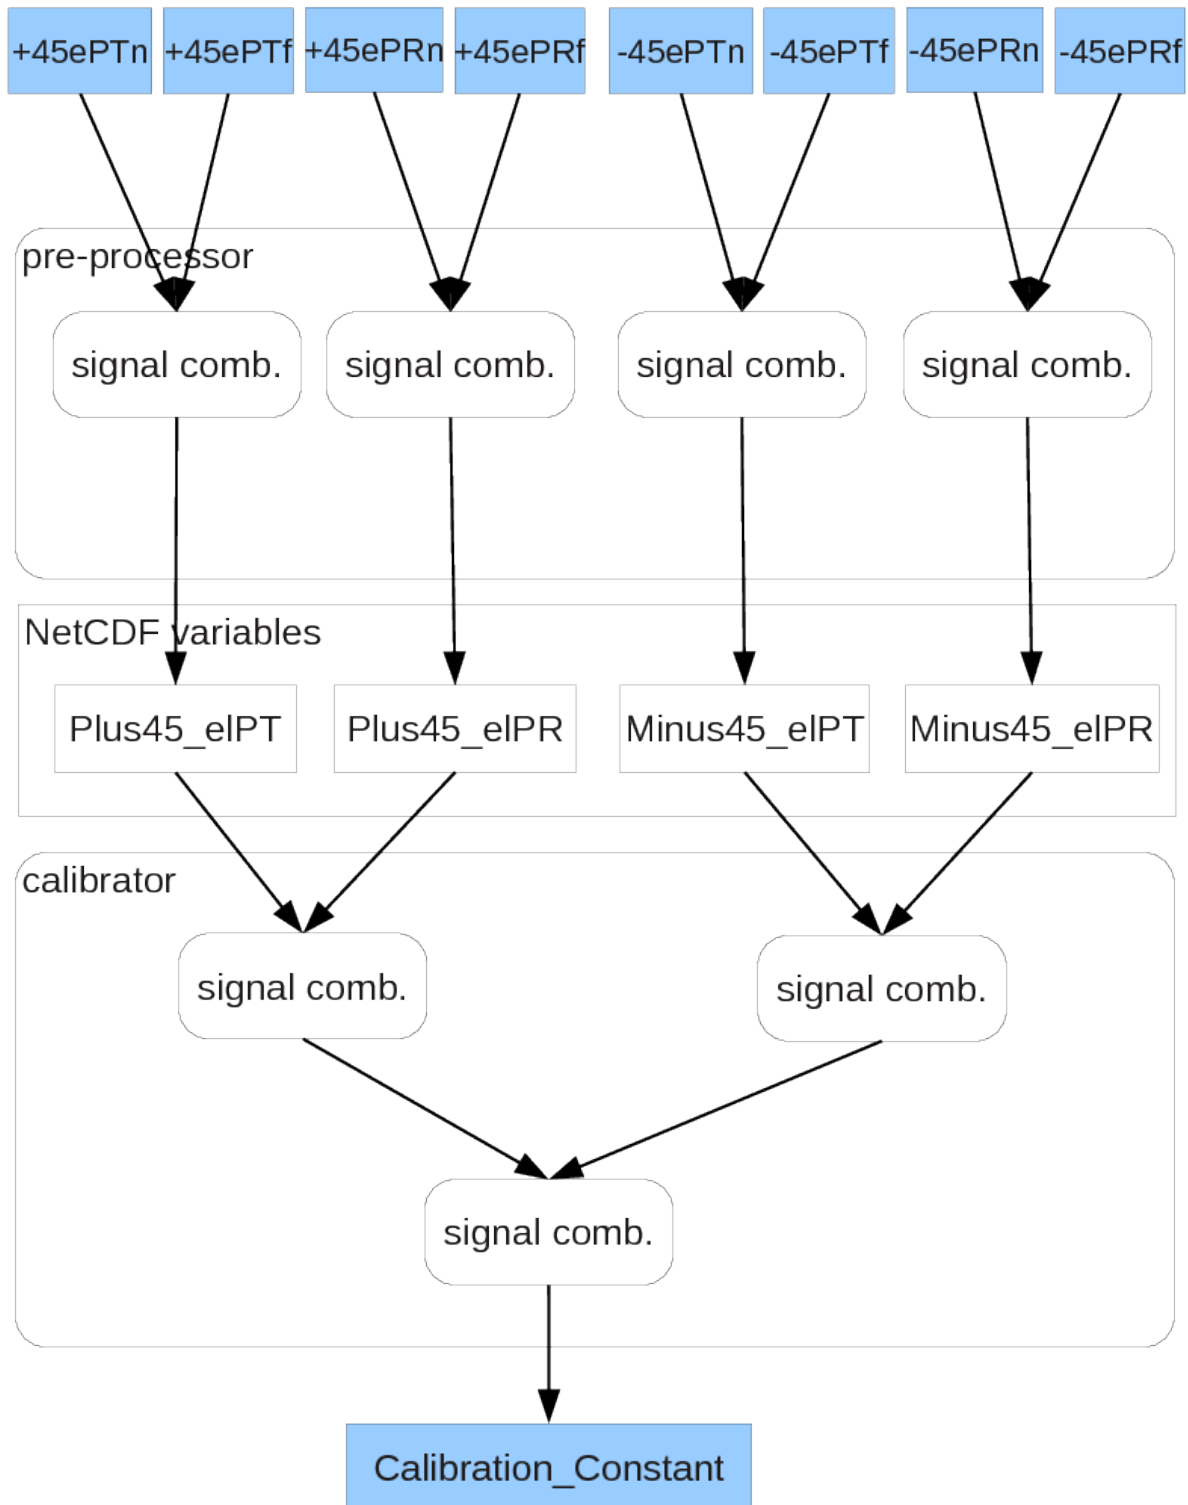 +45ePTn +45ePTf +45ePRn +45ePRf -45ePTn -45ePTf -45ePRn -45ePRf
pre-processor
signal comb. signal comb. signal comb. signal comb.
NetCDF variables
Plus45_elPT Plus45_elPR Minus45_elPT Minus45_elPR
calibrator
signal comb. signal comb.
signal comb.
Calibration_Constant